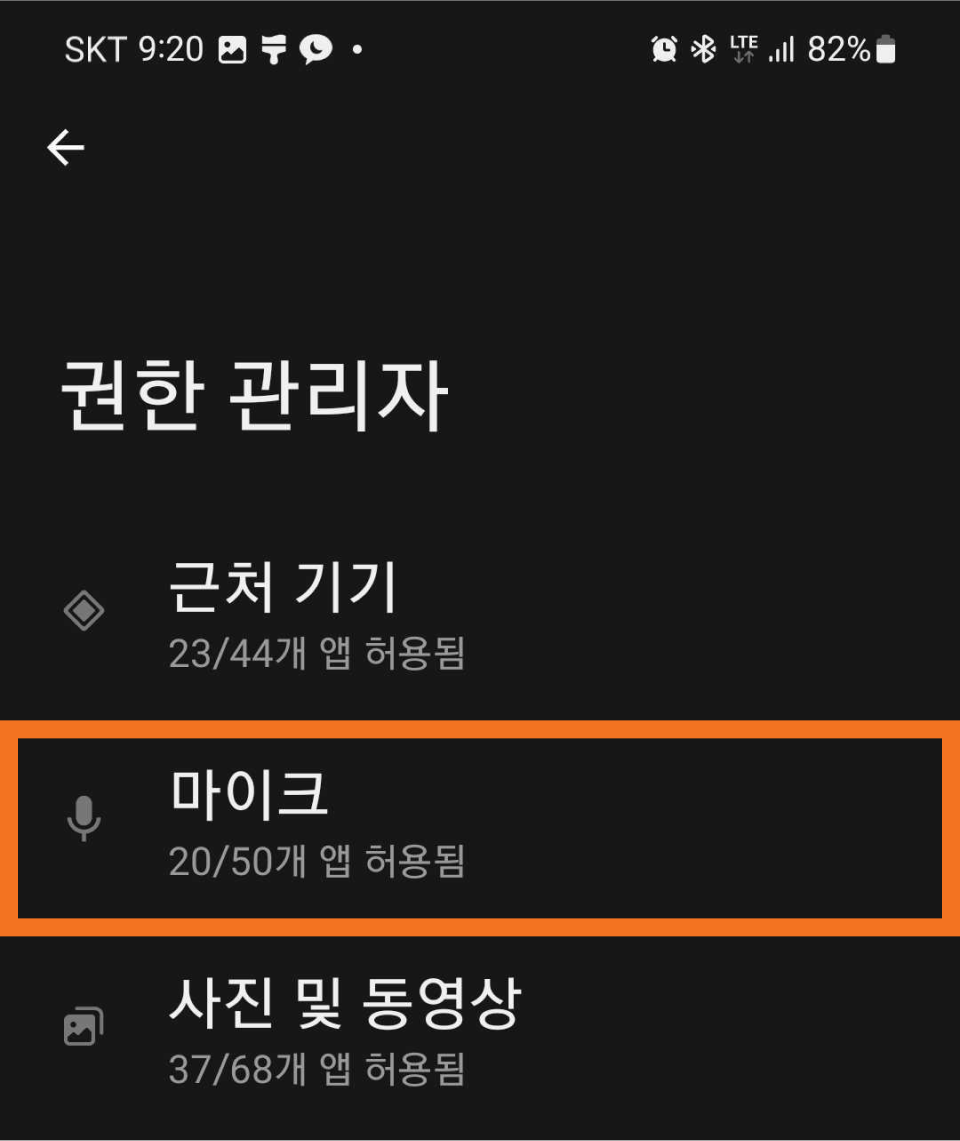 SKT 9:20 LTE 82%
권한 관리자
근처 기기
23/44개 앱 허용됨
마이크
20/50개 앱 허용됨
사진 및 동영상
37/68개 앱 허용됨